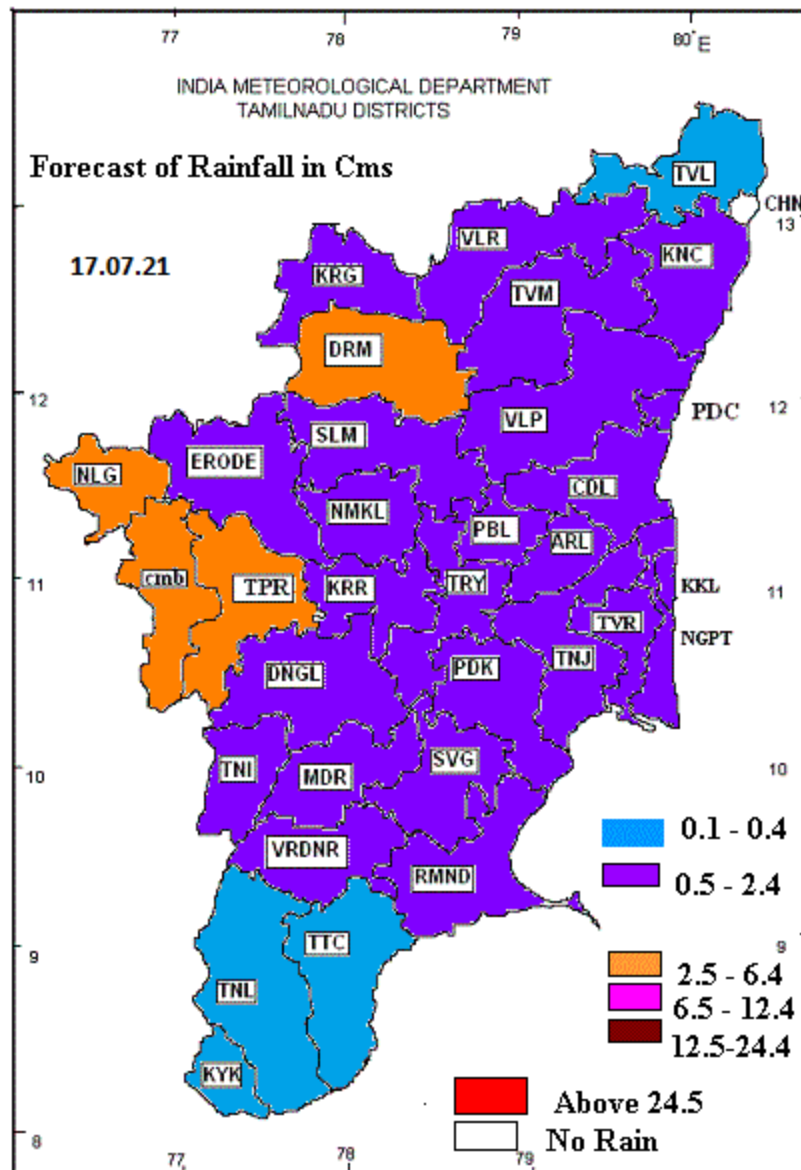 77 78 79 80°E
INDIA METEOROLOGICAL DEPARTMENT
TAMILNADU DISTRICTS
Forecast of Rainfall in Cms
TVL
CHN
13
VLR
KNC
17.07.21
KRG
TVM
DRM
12 12
PDC
VLP
SLM
ERODE
NLG
CDL
NMKL
PBL
ARL
11 11
cmb
TPR
KRR
TRY
KKL
TVR
NGPT
DNGL
PDK
TNJ
10 10
TNI
MDR
SVG
0.1 - 0.4
VRDNR
RMND
0.5 - 2.4
9 9
TTC
2.5 - 6.4
TNL
6.5 - 12.4
12.5-24.4
KYK
Above 24.5
8
No Rain
77 78 79